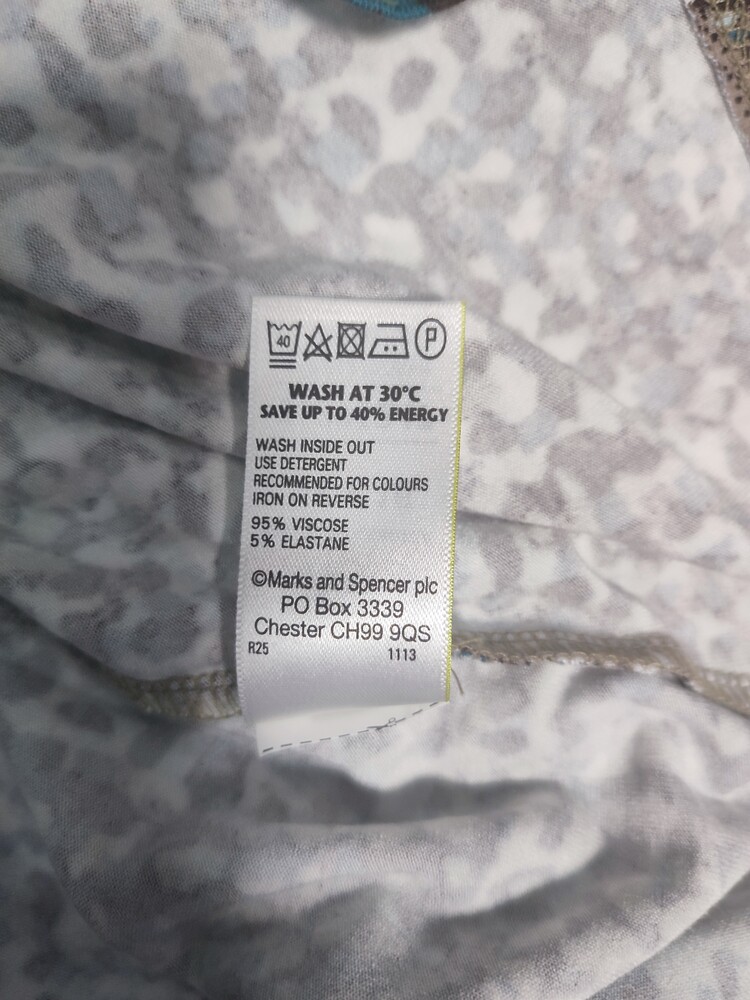 40 P
WASH AT 30°C
SAVE UP TO 40% ENERGY
WASH INSIDE OUT
USE DETERGENT
RECOMMENDED FOR COLOURS
IRON ON REVERSE
95% VISCOSE
5% ELASTANE
©Marks and Spencer plc
PO Box 3339
Chester CH99 9QS
R25 1113